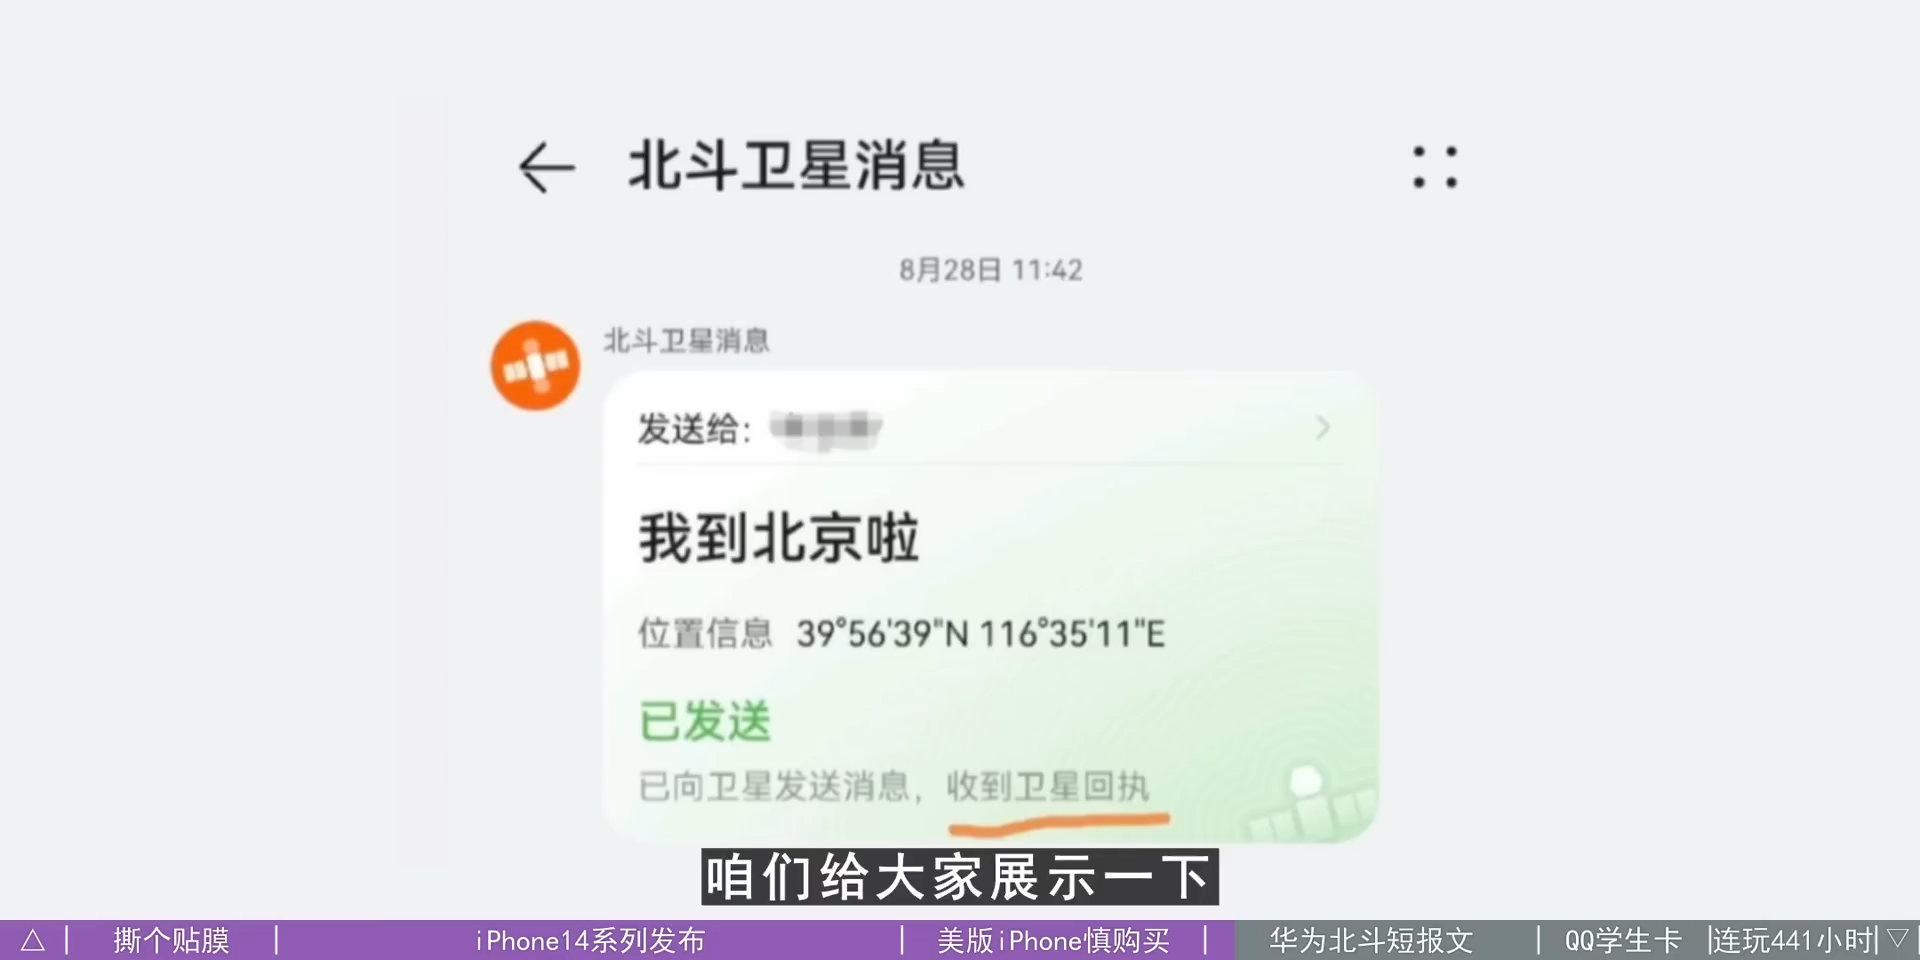 北斗卫星消息
8月28日 11:42
北斗卫星消息
发送给:
我到北京啦
位置信息 39°56'39"N 116°35'11"E
已发送
已向卫星发送消息，收到卫星回执
咱们给大家展示一下
△ | 撕个贴膜 | iPhone14系列发布 | 美版iPhone慎购买 | 华为北斗短报文 | QQ学生卡 |连玩441小时|▽